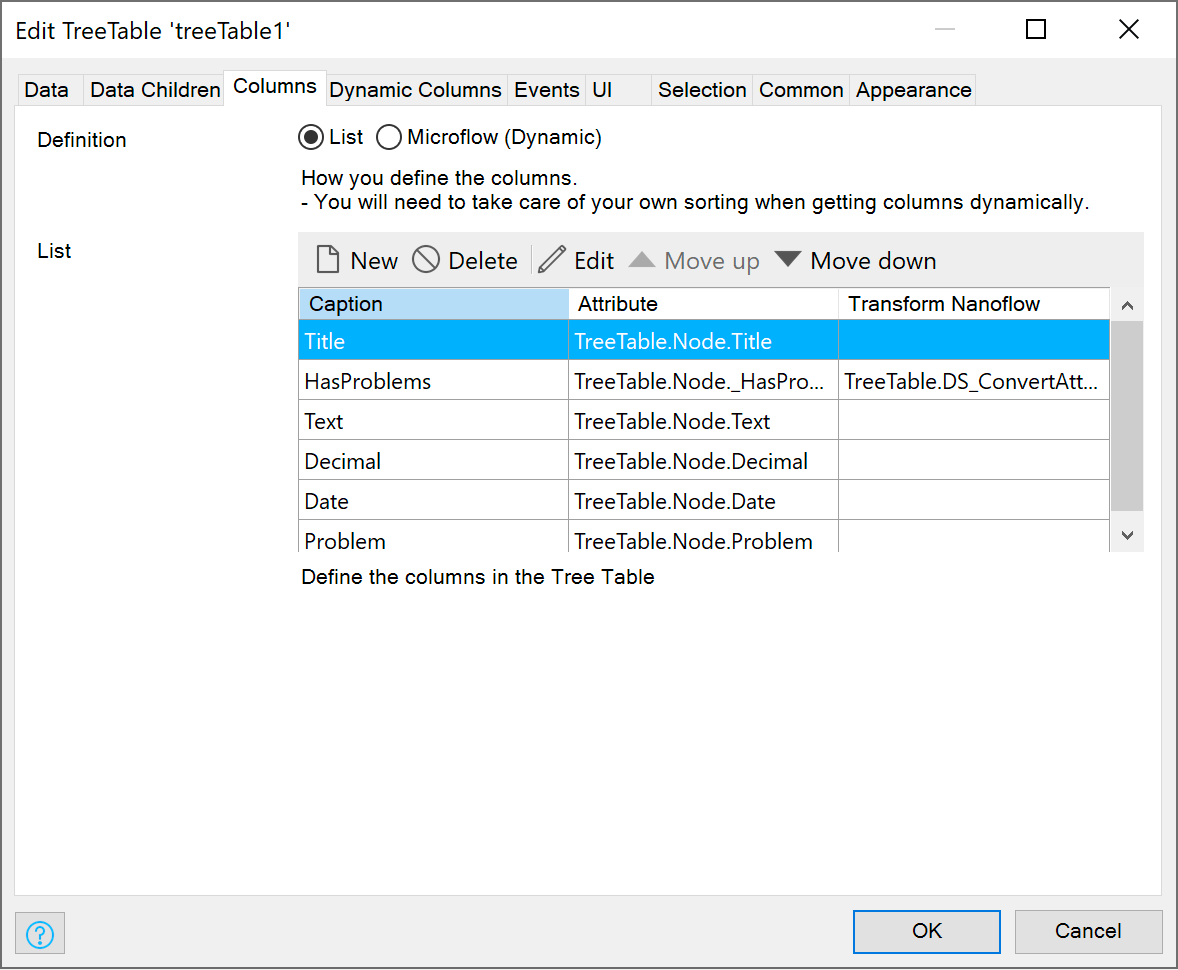 Edit TreeTable 'treeTable1'
Data Data Children Columns Dynamic Columns Events UI Selection Common Appearance
Definition List Microflow (Dynamic)
How you define the columns.
- You will need to take care of your own sorting when getting columns dynamically.
List New Delete Edit Move up Move down
Caption Attribute Transform Nanoflow
Title TreeTable.Node.Title
HasProblems TreeTable.Node._HasPro... TreeTable.DS_ConvertAtt...
Text TreeTable.Node.Text
Decimal TreeTable.Node.Decimal
Date TreeTable.Node.Date
Problem TreeTable.Node.Problem
Define the columns in the Tree Table
? OK Cancel